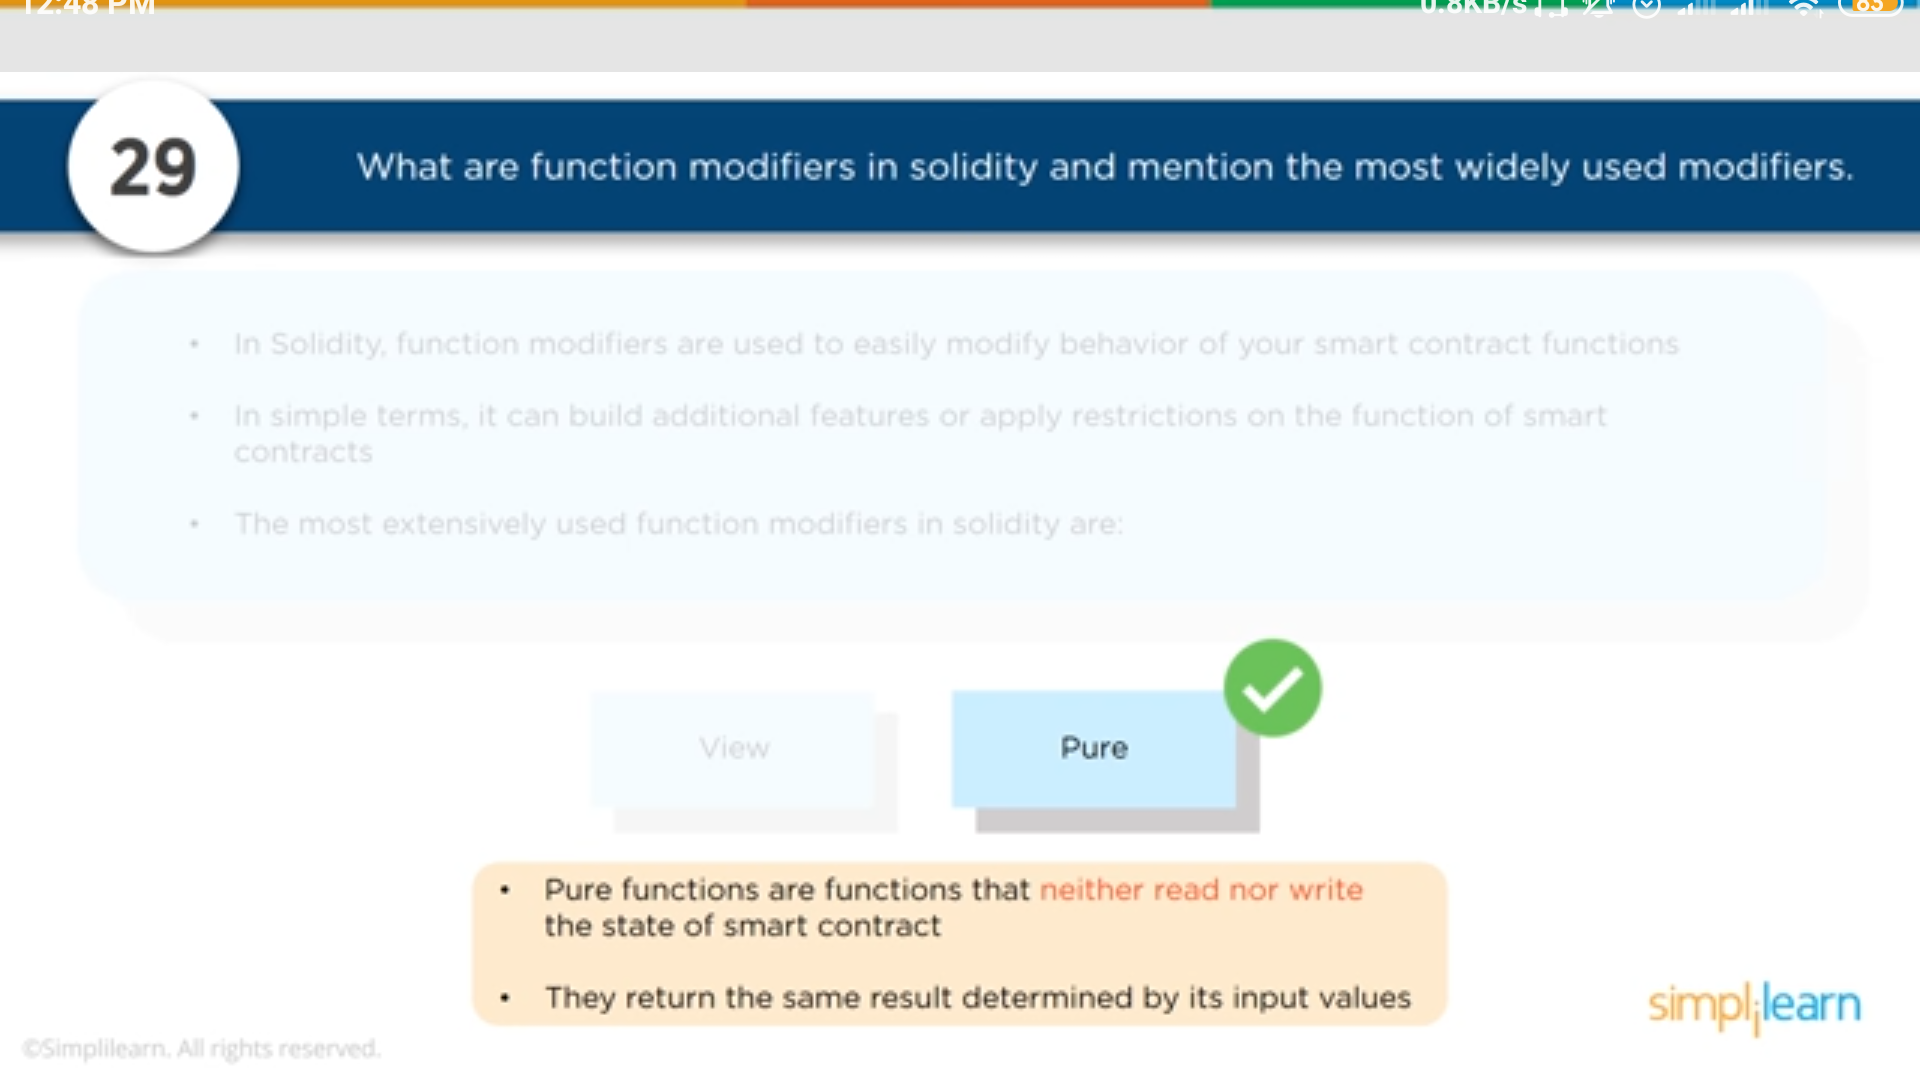 12:48 PM
0.8KB/s
63
29
What are function modifiers in solidity and mention the most widely used modifiers.
• In Solidity, function modifiers are used to easily modify behavior of your smart contract functions
• In simple terms, it can build additional features or apply restrictions on the function of smart
contracts
• The most extensively used function modifiers in solidity are:
View
Pure
• Pure functions are functions that neither read nor write
the state of smart contract
• They return the same result determined by its input values
simplilearn
©Simplilearn. All rights reserved.